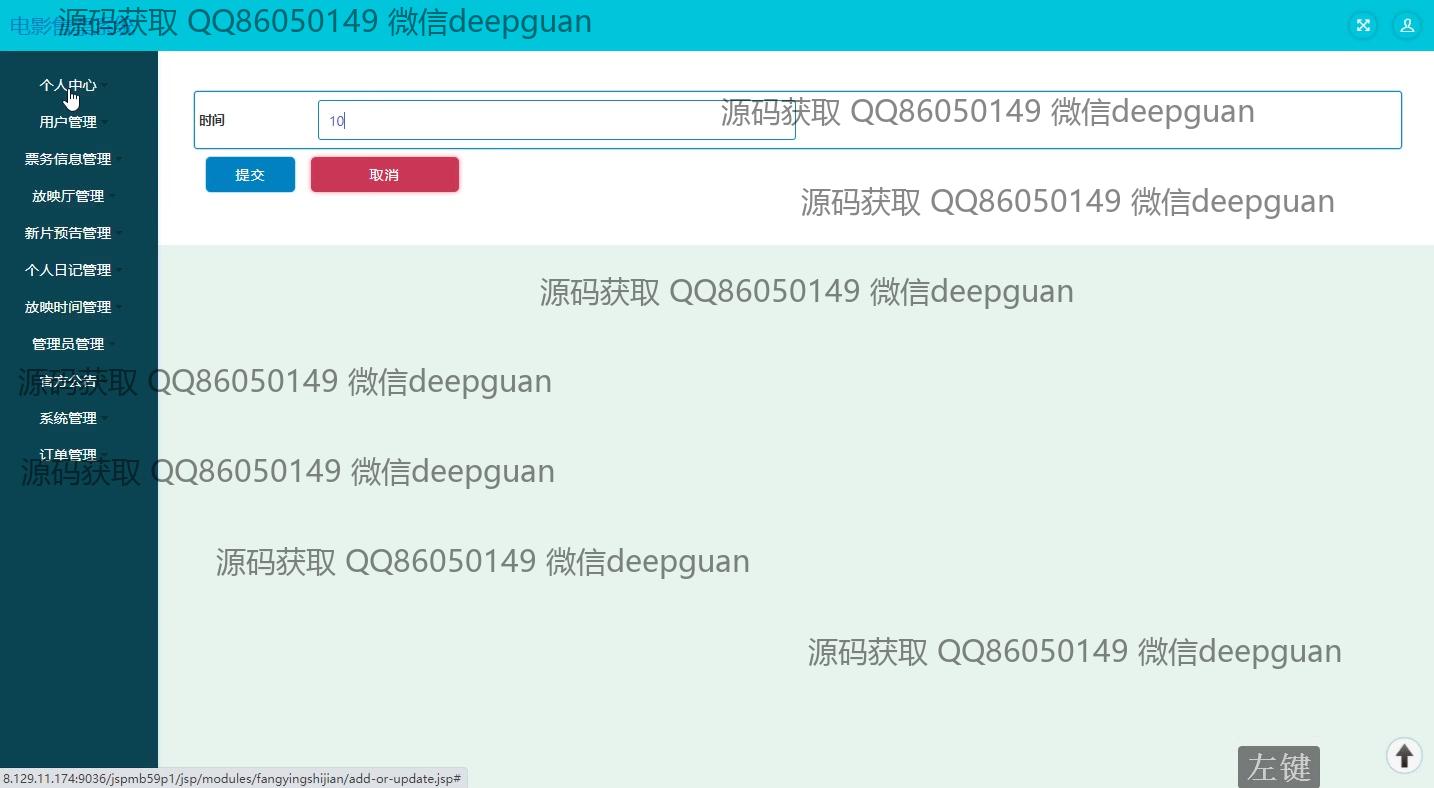 源码获取 QQ86050149 微信deepguan
个人中心
用户管理
票务信息管理
放映厅管理
新片预告管理
个人日记管理
放映时间管理
管理员管理
官方公告
系统管理
订单管理
时间
10
提交
取消
源码获取 QQ86050149 微信deepguan
源码获取 QQ86050149 微信deepguan
源码获取 QQ86050149 微信deepguan
源码获取 QQ86050149 微信deepguan
源码获取 QQ86050149 微信deepguan
源码获取 QQ86050149 微信deepguan
源码获取 QQ86050149 微信deepguan
左键
8.129.11.174:9036/jspmb59p1/jsp/modules/fangyingshijian/add-or-update.jsp#